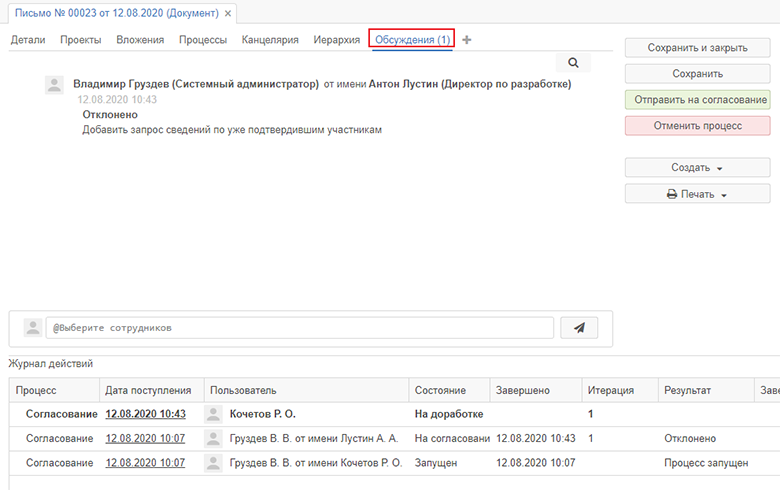 Письмо № 00023 от 12.08.2020 (Документ) ×
Детали Проекты Вложения Процессы Канцелярия Иерархия Обсуждения (1)
Сохранить и закрыть
Сохранить
Отправить на согласование
Отменить процесс
Создать
Печать
Владимир Груздев (Системный администратор) от имени Антон Лустин (Директор по разработке)
12.08.2020 10:43
Отклонено
Добавить запрос сведений по уже подтвердившим участникам
@Выберите сотрудников
Журнал действий
Процесс Дата поступления Пользователь Состояние Завершено Итерация Результат Заве
Согласование 12.08.2020 10:43 Кочетов Р. О. На доработке 1
Согласование 12.08.2020 10:07 Груздев В. В. от имени Лустин А. А. На согласовани 12.08.2020 10:43 1 Отклонено
Согласование 12.08.2020 10:07 Груздев В. В. от имени Кочетов Р. О. Запущен 12.08.2020 10:07 Процесс запущен